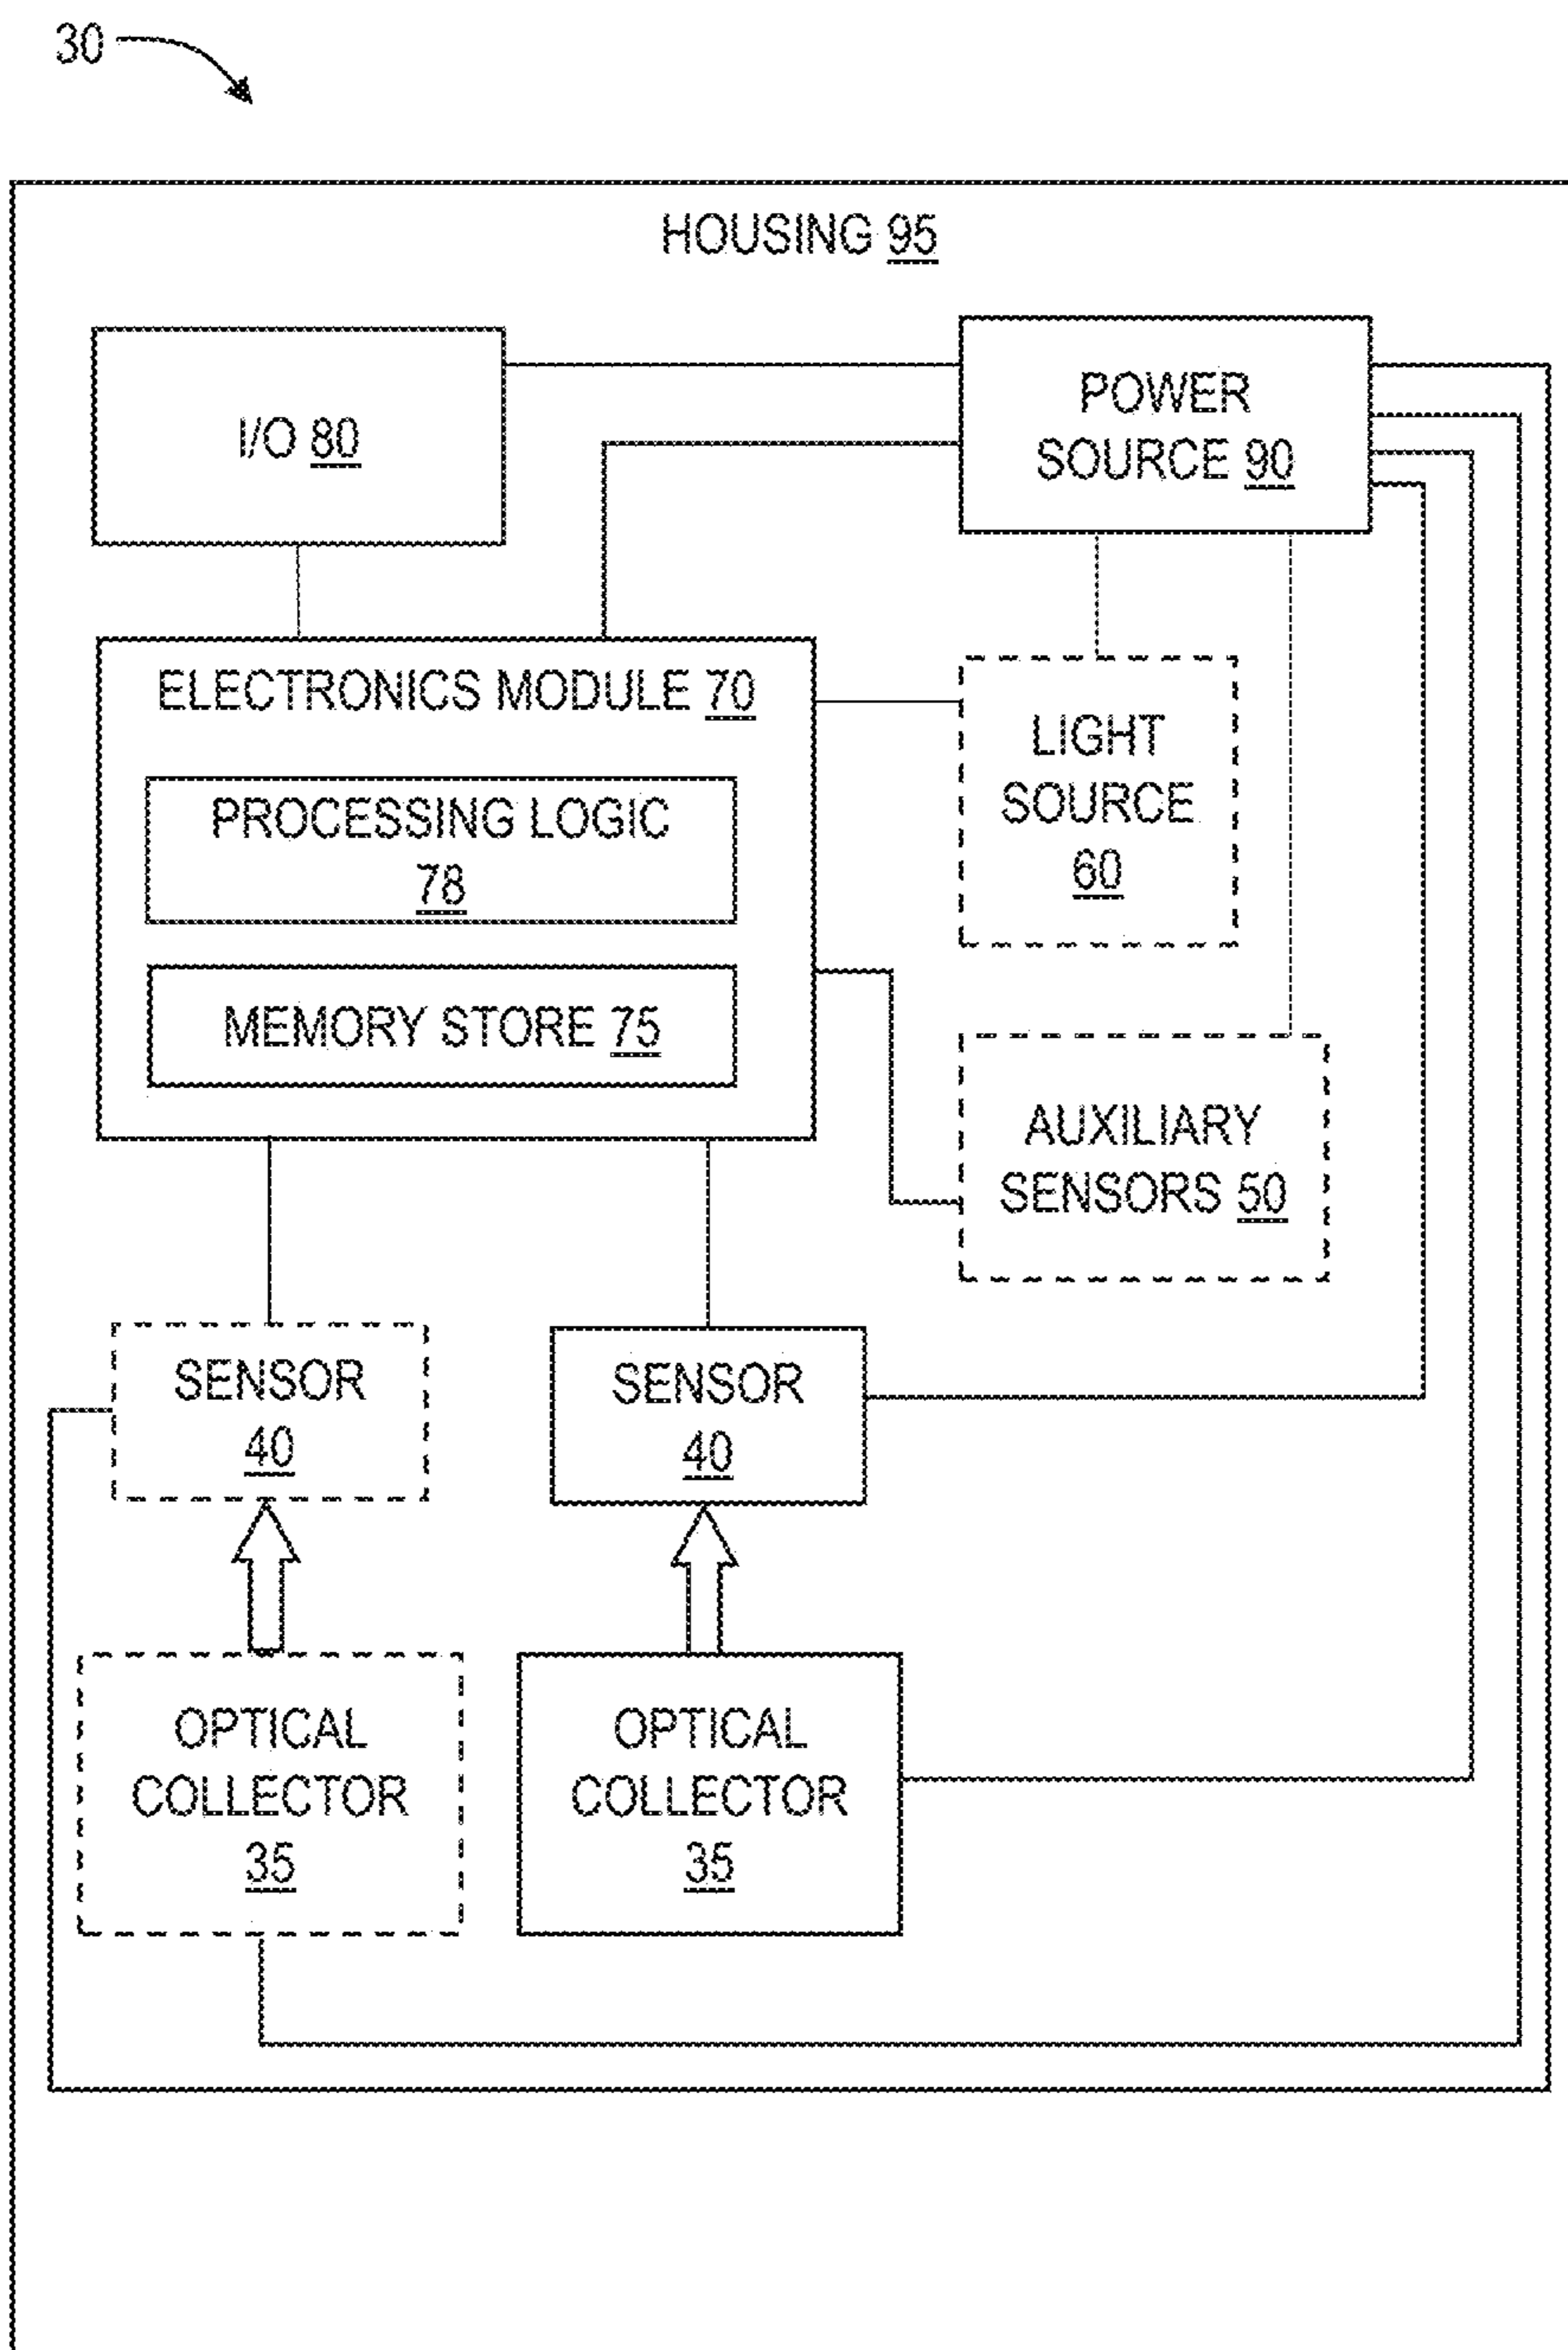 30
HOUSING 95
I/O 80
POWER
SOURCE 90
ELECTRONICS MODULE 70
PROCESSING LOGIC
78
MEMORY STORE 75
LIGHT
SOURCE
60
AUXILIARY
SENSORS 50
SENSOR
40
SENSOR
40
OPTICAL
COLLECTOR
35
OPTICAL
COLLECTOR
35